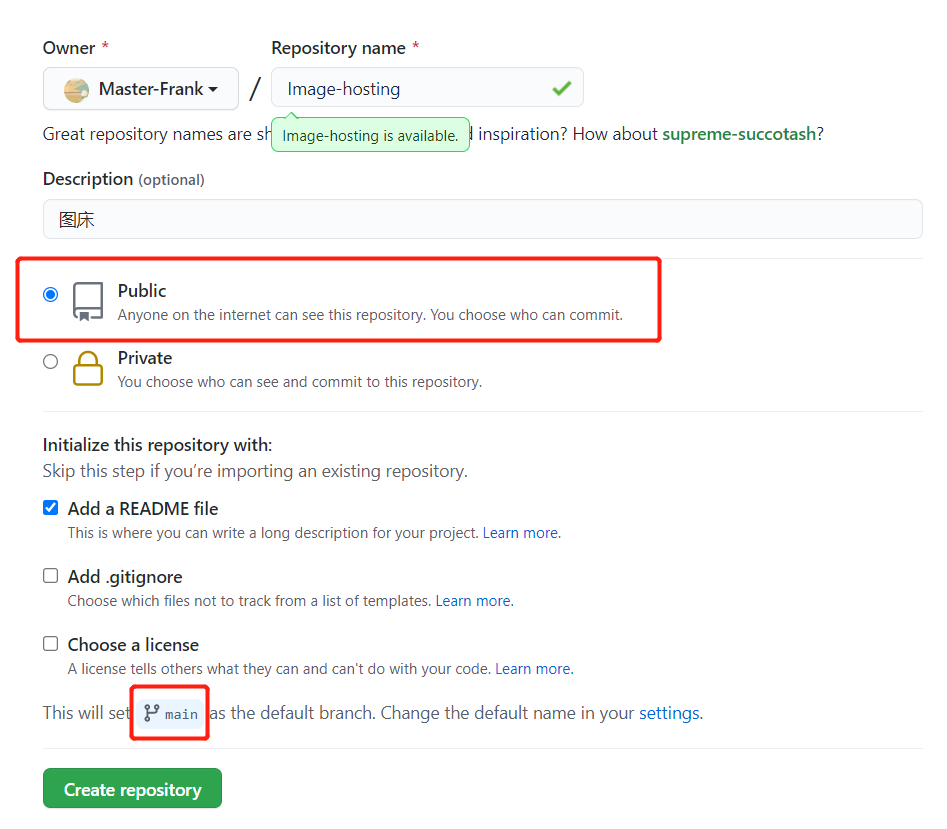 Owner * Repository name *
Master-Frank / Image-hosting
Great repository names are sh Image-hosting is available. inspiration? How about supreme-succotash?
Description (optional)
图床
Public
Anyone on the internet can see this repository. You choose who can commit.
Private
You choose who can see and commit to this repository.
Initialize this repository with:
Skip this step if you’re importing an existing repository.
Add a README file
This is where you can write a long description for your project. Learn more.
Add .gitignore
Choose which files not to track from a list of templates. Learn more.
Choose a license
A license tells others what they can and can't do with your code. Learn more.
This will set main as the default branch. Change the default name in your settings.
Create repository